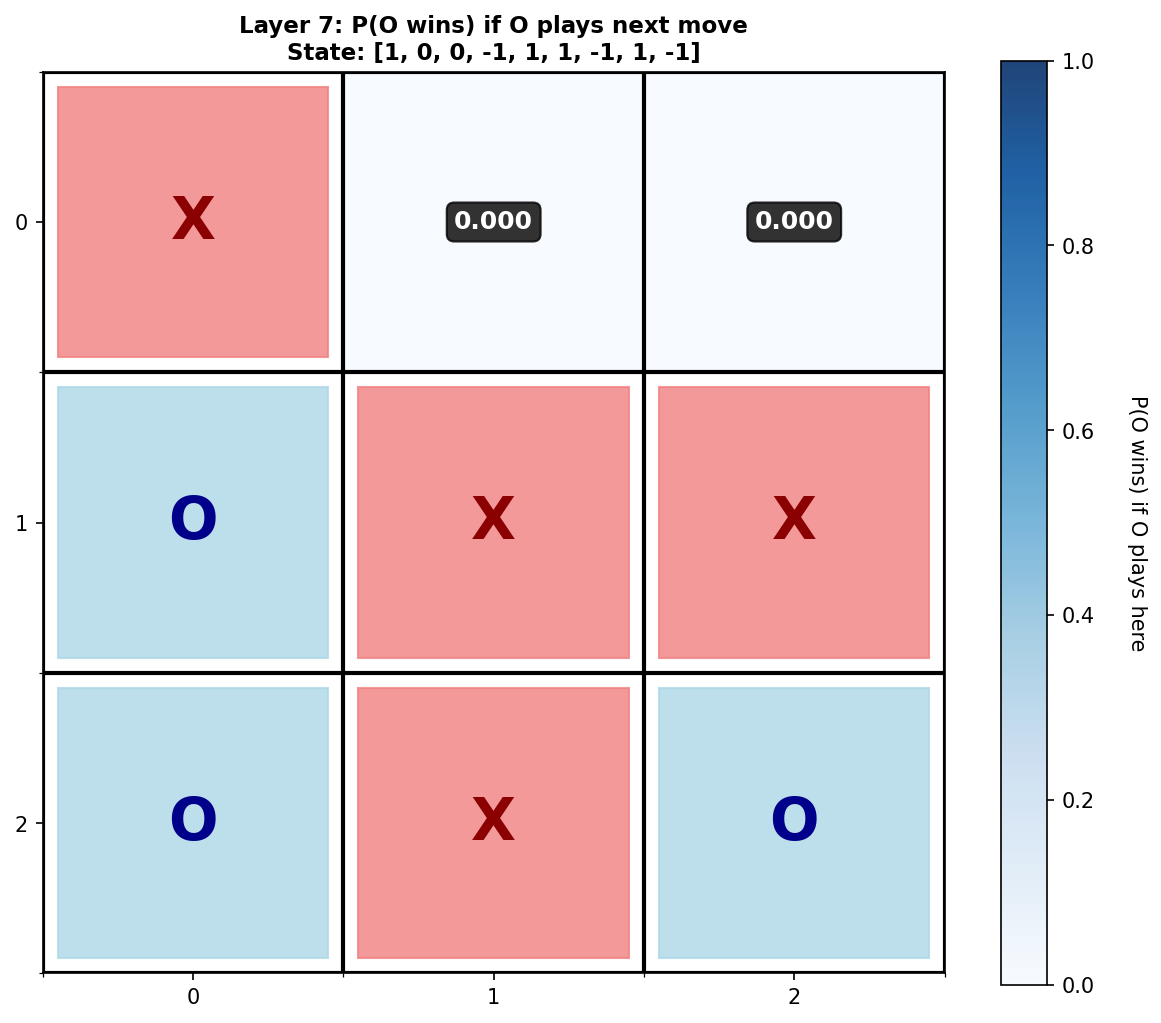 Layer 7: P(O wins) if O plays next move
State: [1, 0, 0, -1, 1, 1, -1, 1, -1]
X
0.000
0.000
O
X
X
O
X
O
0
1
2
0
1
2
1.0
0.8
0.6
0.4
0.2
0.0
P(O wins) if O plays here